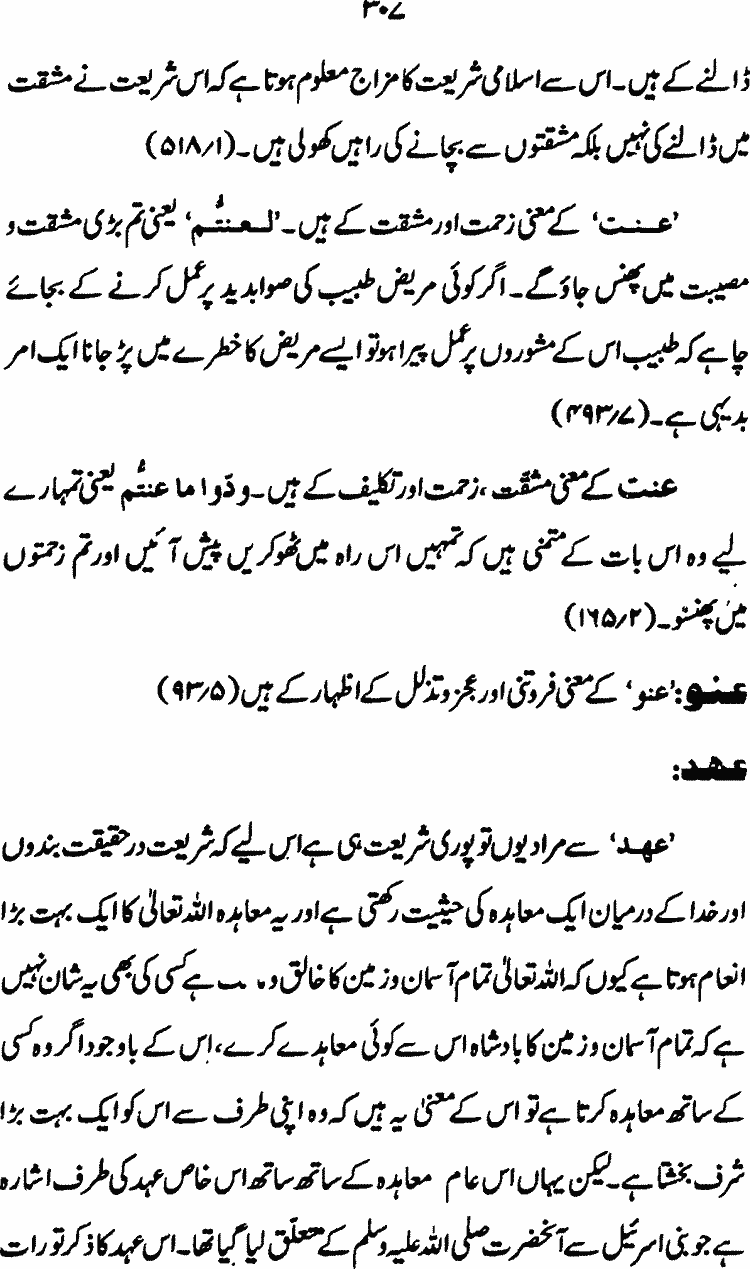 ۳۰۷
ڈالنے کے ہیں۔ اس سے اسلامی شریعت کا مزاج معلوم ہوتا ہے کہ اس شریعت نے مشقت
میں ڈالنے کی نہیں بلکہ مشقتوں سے بچانے کی راہیں کھولی ہیں۔ (۵۱۸/۱)
’عنت‘ کے معنی زحمت اور مشقت کے ہیں۔ ’لعنتُّم‘ یعنی تم بڑی مشقت و
مصیبت میں پھنس جاؤ گے۔ اگر کوئی مریض طبیب کی صوابدید پر عمل کرنے کے بجائے
چاہے کہ طبیب اس کے مشوروں پر عمل پیرا ہو تو ایسے مریض کا خطرے میں پڑ جانا ایک امر
بدیہی ہے۔ (۴۹۳/۷)
عنت کے معنی مشقّت، زحمت اور تکلیف کے ہیں۔ ودّوا ما عنتُّم یعنی تمہارے
لیے وہ اس بات کے متمنی ہیں کہ تمہیں اس راہ میں ٹھوکریں پیش آئیں اور تم زحمتوں
میں پھنسو۔ (۱۶۵/۲)
عنو: ’عنو‘ کے معنی فروتنی اور عجز و تذلل کے اظہار کے ہیں (۹۳/۵)
عهد:
’عهد‘ سے مراد یوں تو پوری شریعت ہی ہے اس لیے کہ شریعت در حقیقت بندوں
اور خدا کے درمیان ایک معاہدہ کی حیثیت رکھتی ہے اور یہ معاہدہ اللہ تعالیٰ کا ایک بہت بڑا
انعام ہوتا ہے کیوں کہ اللہ تعالیٰ تمام آسمان و زمین کا خالق و ہے کسی کی بھی یہ شان نہیں
ہے کہ تمام آسمان و زمین کا بادشاہ اس سے کوئی معاہدے کرے، اس کے باوجود اگر وہ کسی
کے ساتھ معاہدہ کرتا ہے تو اس کے معنیٰ یہ ہیں کہ وہ اپنی طرف سے اس کو ایک بہت بڑا
شرف بخشتا ہے۔ لیکن یہاں اس عام معاہدہ کے ساتھ ساتھ اس خاص عہد کی طرف اشارہ
ہے جو بنی اسرئیل سے آنحضرت صلی اللہ علیہ وسلم کے متعلّق لیا گیا تھا۔ اس عہد کا ذکر تورات